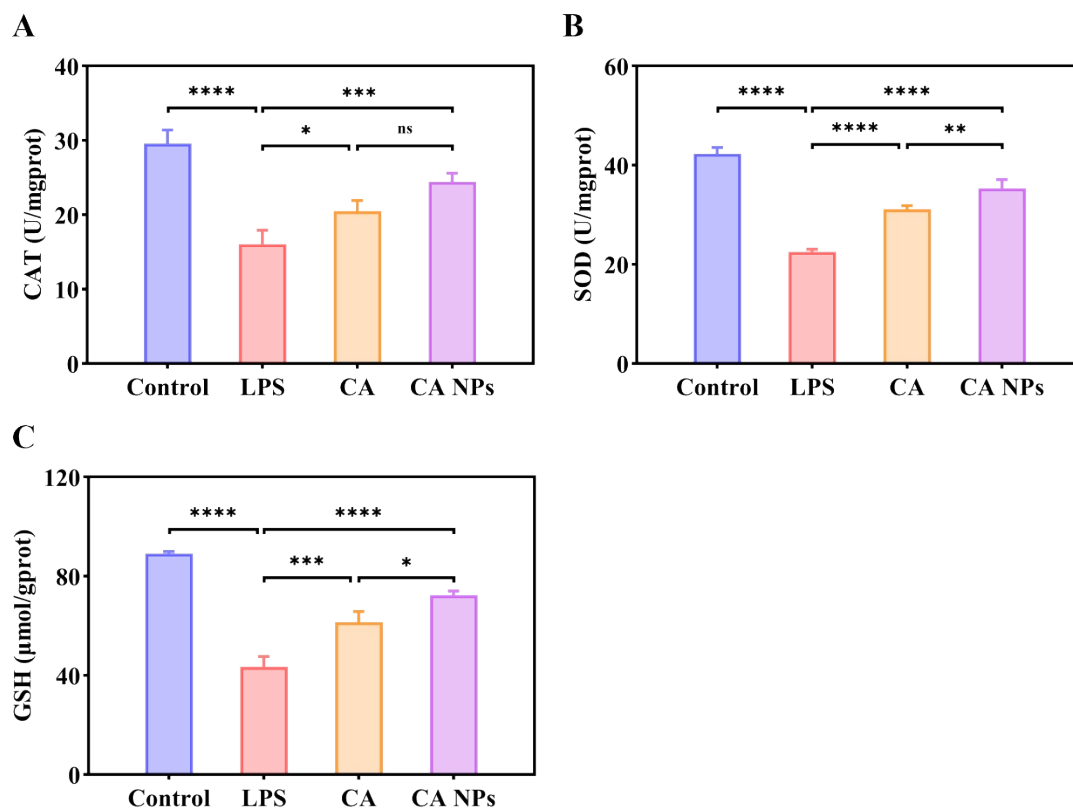 A
CAT (U/mgprot)
40
30
20
10
0
****
***
*
ns
Control LPS CA CA NPs
B
SOD (U/mgprot)
60
40
20
0
****
****
****
**
Control LPS CA CA NPs
C
GSH (μmol/gprot)
120
80
40
0
****
****
***
*
Control LPS CA CA NPs